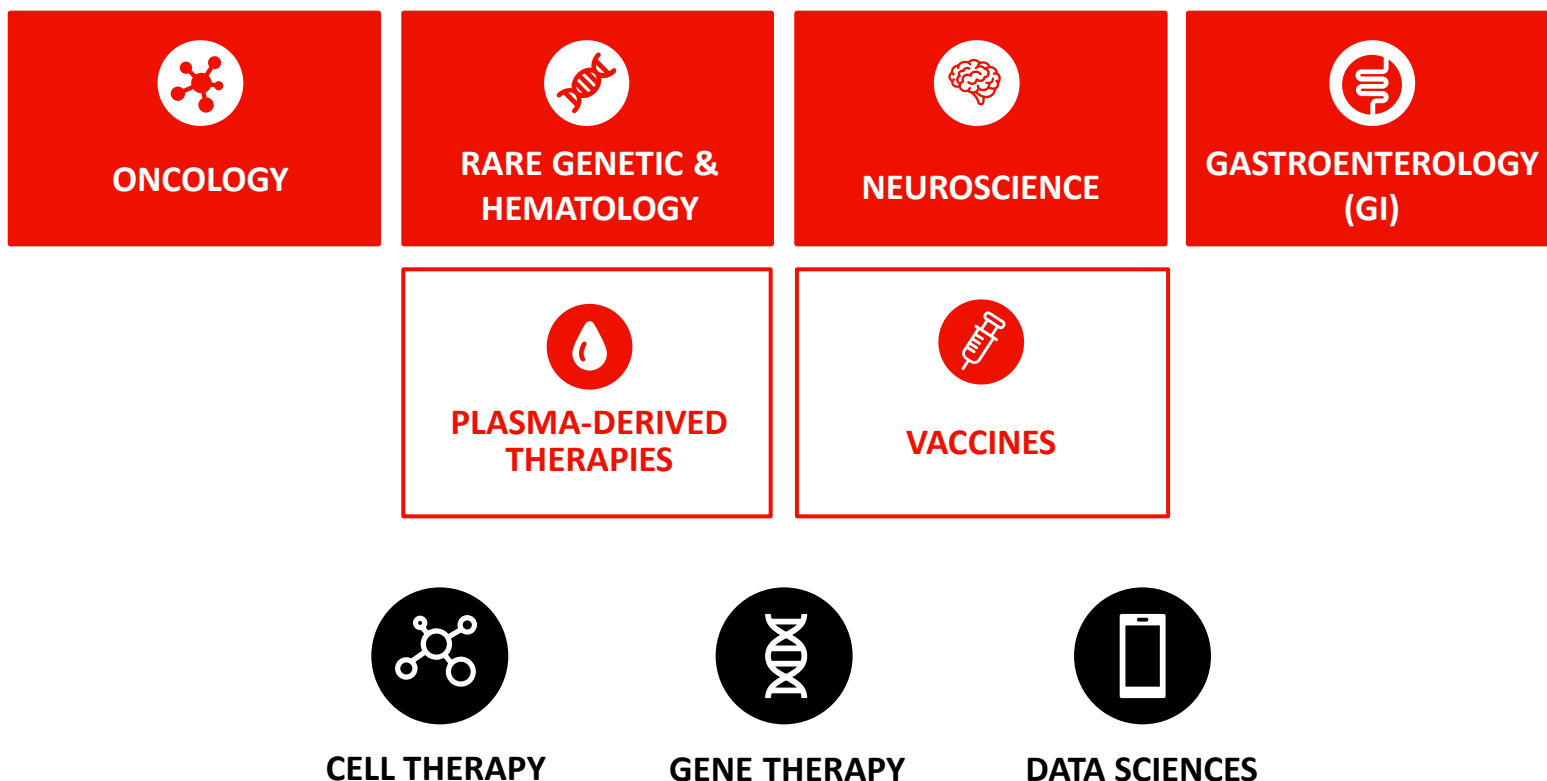 ONCOLOGY
RARE GENETIC &
HEMATOLOGY
NEUROSCIENCE
GASTROENTEROLOGY
(GI)
PLASMA-DERIVED
THERAPIES
VACCINES
CELL THERAPY
GENE THERAPY
DATA SCIENCES